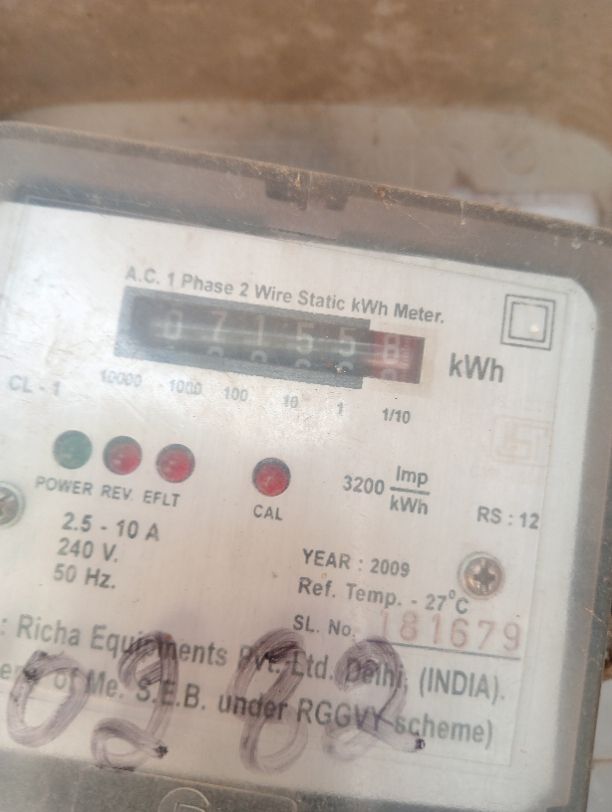 A.C. 1 Phase 2 Wire Static kWh Meter.
0 7 1 5 5 8 kWh
CL - 1
10000 1000 100 10 1 1/10
POWER REV. EFLT
CAL
3200 Imp/kWh
RS : 12
2.5 - 10 A
240 V.
50 Hz.
YEAR : 2009
Ref. Temp. - 27°C
SL. No. 181679
: Richa Equipments Pvt. Ltd. Delhi, (INDIA).
of Me. S.E.B. under RGGVY scheme)